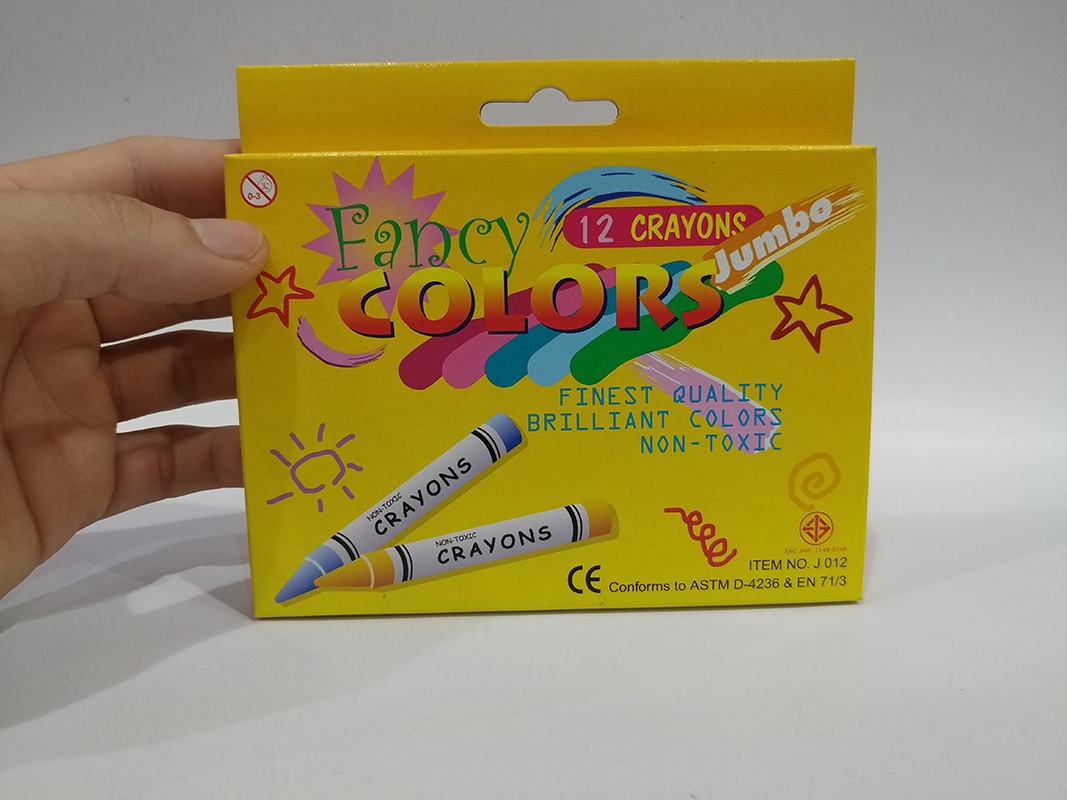 0-3
Fancy
12 CRAYONS
Jumbo
COLORS
FINEST QUALITY
BRILLIANT COLORS
NON-TOXIC
NON-TOXIC
CRAYONS
NON-TOXIC
CRAYONS
ITEM NO. J 012
CE Conforms to ASTM D-4236 & EN 71/3